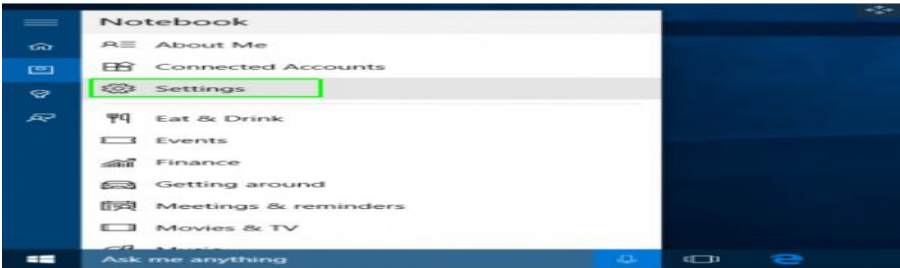 Notebook
About Me
Connected Accounts
Settings
Eat & Drink
Events
Finance
Getting around
Meetings & reminders
Movies & TV
Ask me anything